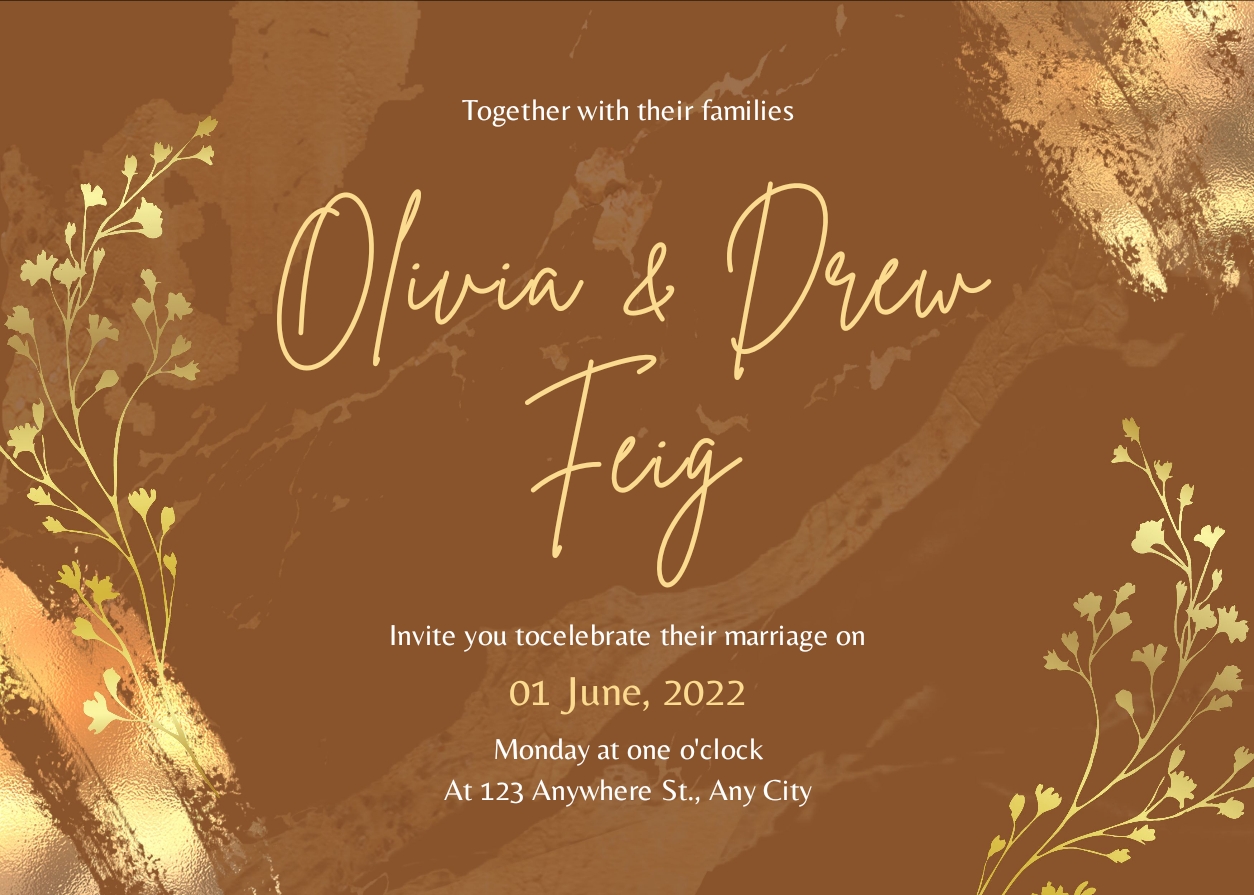 Together with their families
Olivia & Drew
Feig
Invite you tocelebrate their marriage on
01 June, 2022
Monday at one o'clock
At 123 Anywhere St., Any City